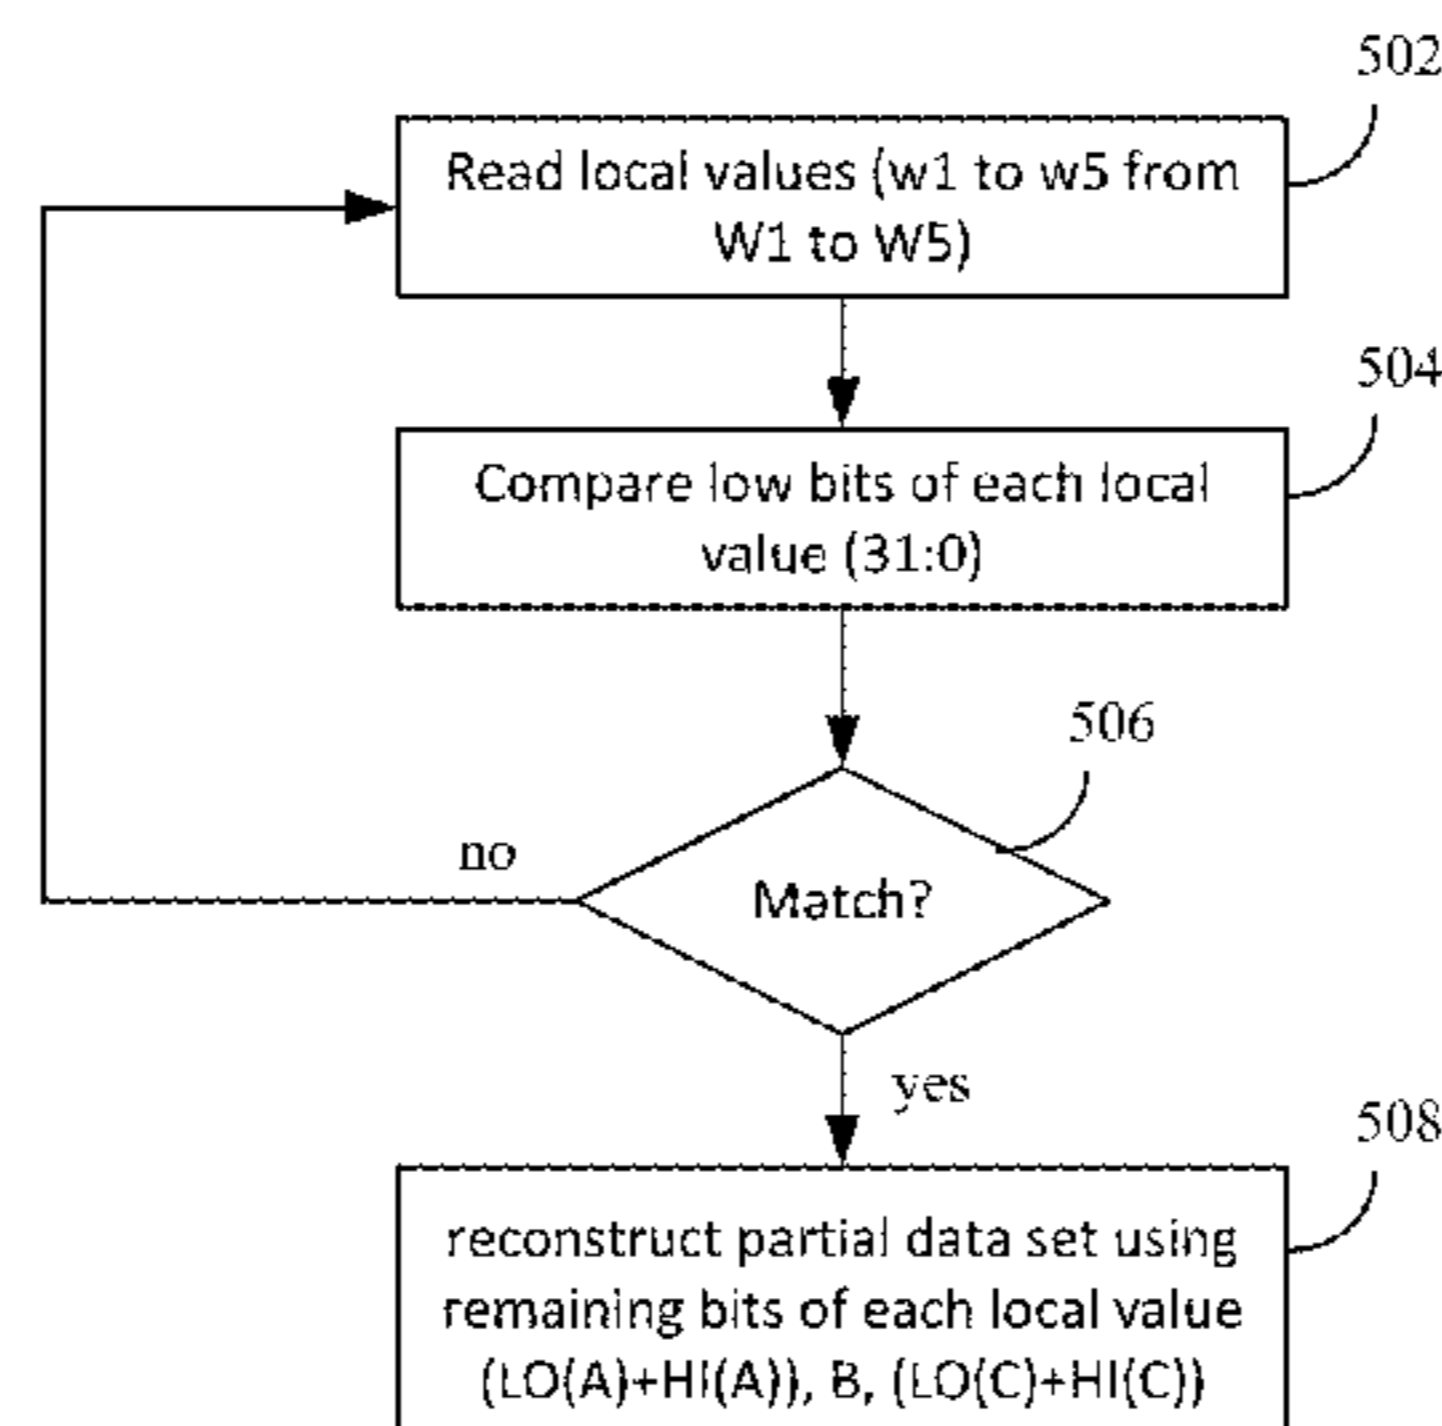 502
Read local values (w1 to w5 from
W1 to W5)
504
Compare low bits of each local
value (31:0)
506
no
Match?
yes
508
reconstruct partial data set using
remaining bits of each local value
(LO(A)+HI(A)), B, (LO(C)+HI(C))